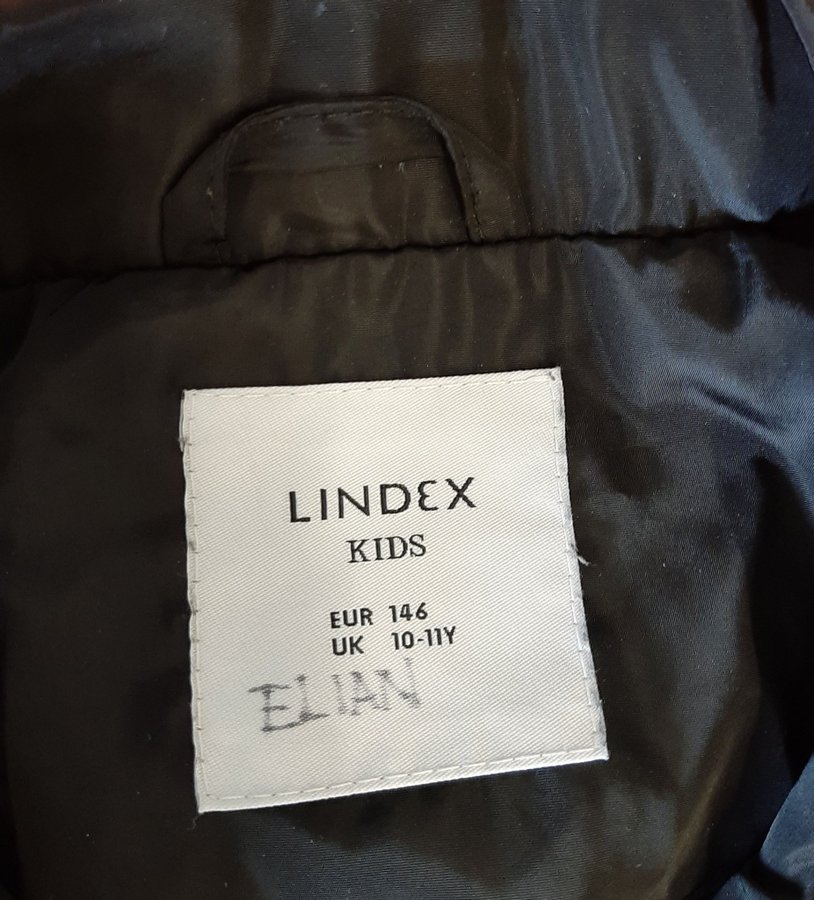 LINDEX
KIDS
EUR 146
UK 10-11Y
ELIAN